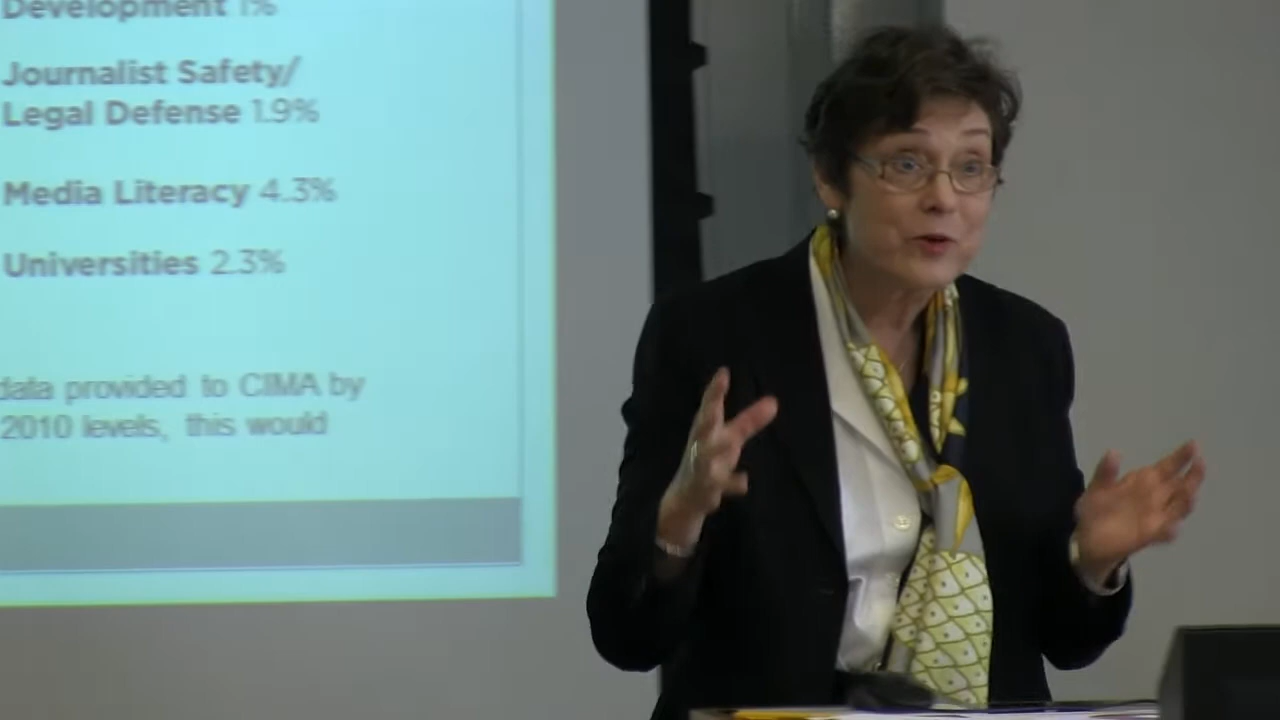 Development 1%
Journalist Safety/
Legal Defense 1.9%
Media Literacy 4.3%
Universities 2.3%
data provided to CIMA by
2010 levels, this would